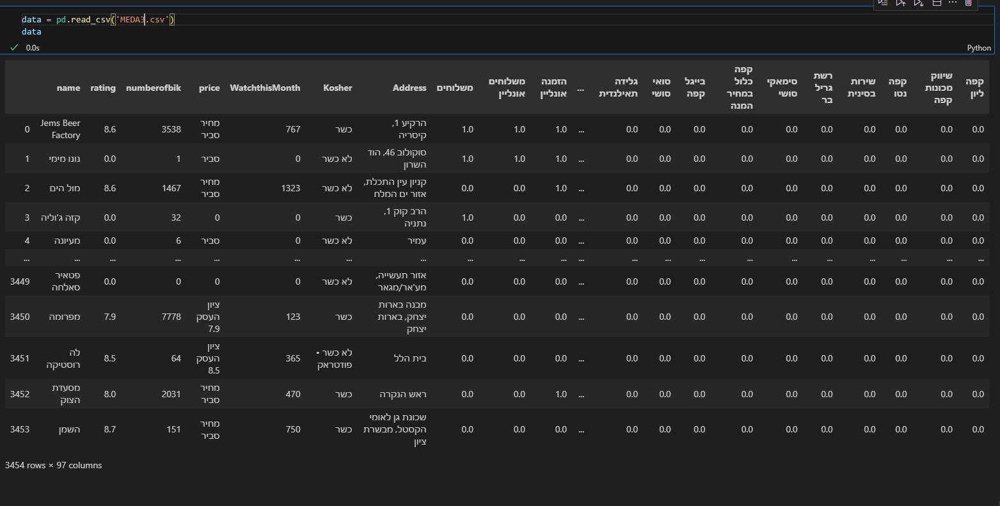 data = pd.read_csv('MEDA3.csv')
data
0.0s
Python
name rating numberofbik price WatchthisMonth Kosher Address משלוחים משלוחים אונליין הזמנה אונליין ... גלידה תאילנדית סואי סושי בייגל קפה קפה כלול במחיר המנה סימאקי סושי רשת גריל בר שירות בסינית קפה נטו שיווק מכונות קפה קפה ליון
0 Jems Beer Factory 8.6 3538 מחיר סביר 767 כשר הרקיע 1, קיסריה 1.0 1.0 1.0 ... 0.0 0.0 0.0 0.0 0.0 0.0 0.0 0.0 0.0 0.0
1 נונו מימי 0.0 1 סביר 0 לא כשר סוקולוב 46, הוד השרון 1.0 1.0 1.0 ... 0.0 0.0 0.0 0.0 0.0 0.0 0.0 0.0 0.0 0.0
2 מול הים 8.6 1467 מחיר סביר 1323 לא כשר קניון עין התכלת, אזור ים המלח 0.0 0.0 1.0 ... 0.0 0.0 0.0 0.0 0.0 0.0 0.0 0.0 0.0 0.0
3 קזה ג'וליה 0.0 32 0 0 כשר הרב קוק 1, נתניה 1.0 0.0 0.0 ... 0.0 0.0 0.0 0.0 0.0 0.0 0.0 0.0 0.0 0.0
4 מעיונה 0.0 6 סביר 0 לא כשר עמיר 0.0 0.0 0.0 ... 0.0 0.0 0.0 0.0 0.0 0.0 0.0 0.0 0.0 0.0
... ... ... ... ... ... ... ... ... ... ... ... ... ... ... ... ... ... ... ... ... ...
3449 פטאיר סאלחה 0.0 0 0 0 לא כשר אזור תעשייה, מע'אר/מגאר 0.0 0.0 0.0 ... 0.0 0.0 0.0 0.0 0.0 0.0 0.0 0.0 0.0 0.0
3450 מפרומה 7.9 7778 ציון העסק 7.9 123 כשר מבנה בארות יצחק, בארות יצחק 0.0 0.0 0.0 ... 0.0 0.0 0.0 0.0 0.0 0.0 0.0 0.0 0.0 0.0
3451 לה רוסטיקה 8.5 64 ציון העסק 8.5 365 לא כשר • פודטראק בית הלל 0.0 0.0 0.0 ... 0.0 0.0 0.0 0.0 0.0 0.0 0.0 0.0 0.0 0.0
3452 מסעדת הצוק 8.0 2031 מחיר סביר 470 כשר ראש הנקרה 0.0 0.0 1.0 ... 0.0 0.0 0.0 0.0 0.0 0.0 0.0 0.0 0.0 0.0
3453 השמן 8.7 151 מחיר סביר 750 כשר שכונת גן לאומי הקסטל, מבשרת ציון 0.0 0.0 0.0 ... 0.0 0.0 0.0 0.0 0.0 0.0 0.0 0.0 0.0 0.0
3454 rows × 97 columns